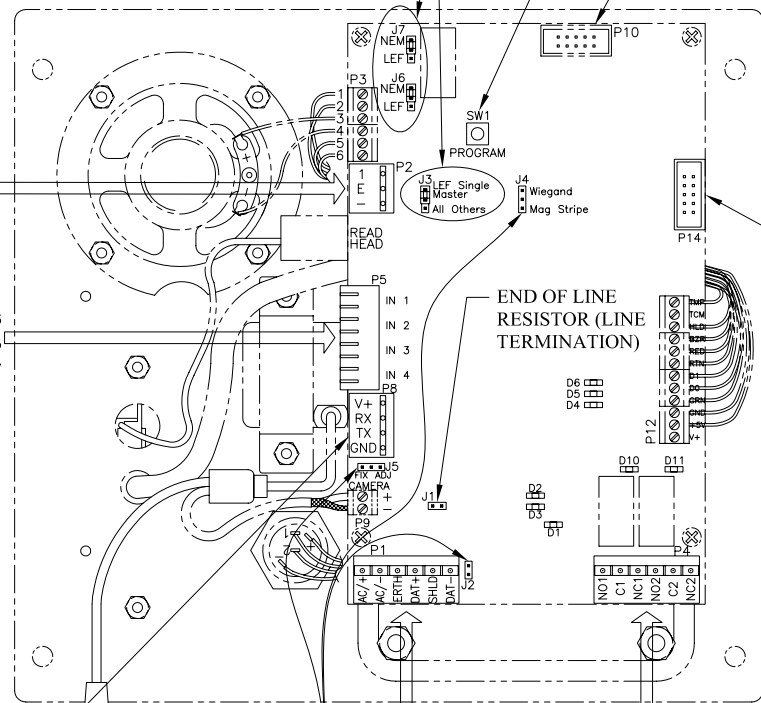 J7
NEM
LEF
J6
NEM
LEF
P10
P3
1
2
3
4
5
6
SW1
PROGRAM
P2
1
E
-
J3
LEF Single
Master
All Others
J4
Wiegand
Mag Stripe
P14
READ
HEAD
P5
IN 1
IN 2
IN 3
IN 4
END OF LINE
RESISTOR (LINE
TERMINATION)
TMP
TCM
HLDI
BZR
RED
RTN
D1
D0
GRN
GND
+5V
V+
P12
D6
D5
D4
P8
V+
RX
TX
GND
J5
FIX ADJ
CAMERA
+
-
P9
J1
D10
D11
D2
D3
D1
P1
AC/+
AC/-
ERTH
DAT+
SHLD
DAT-
J2
P4
NO1
C1
NC1
NO2
C2
NC2